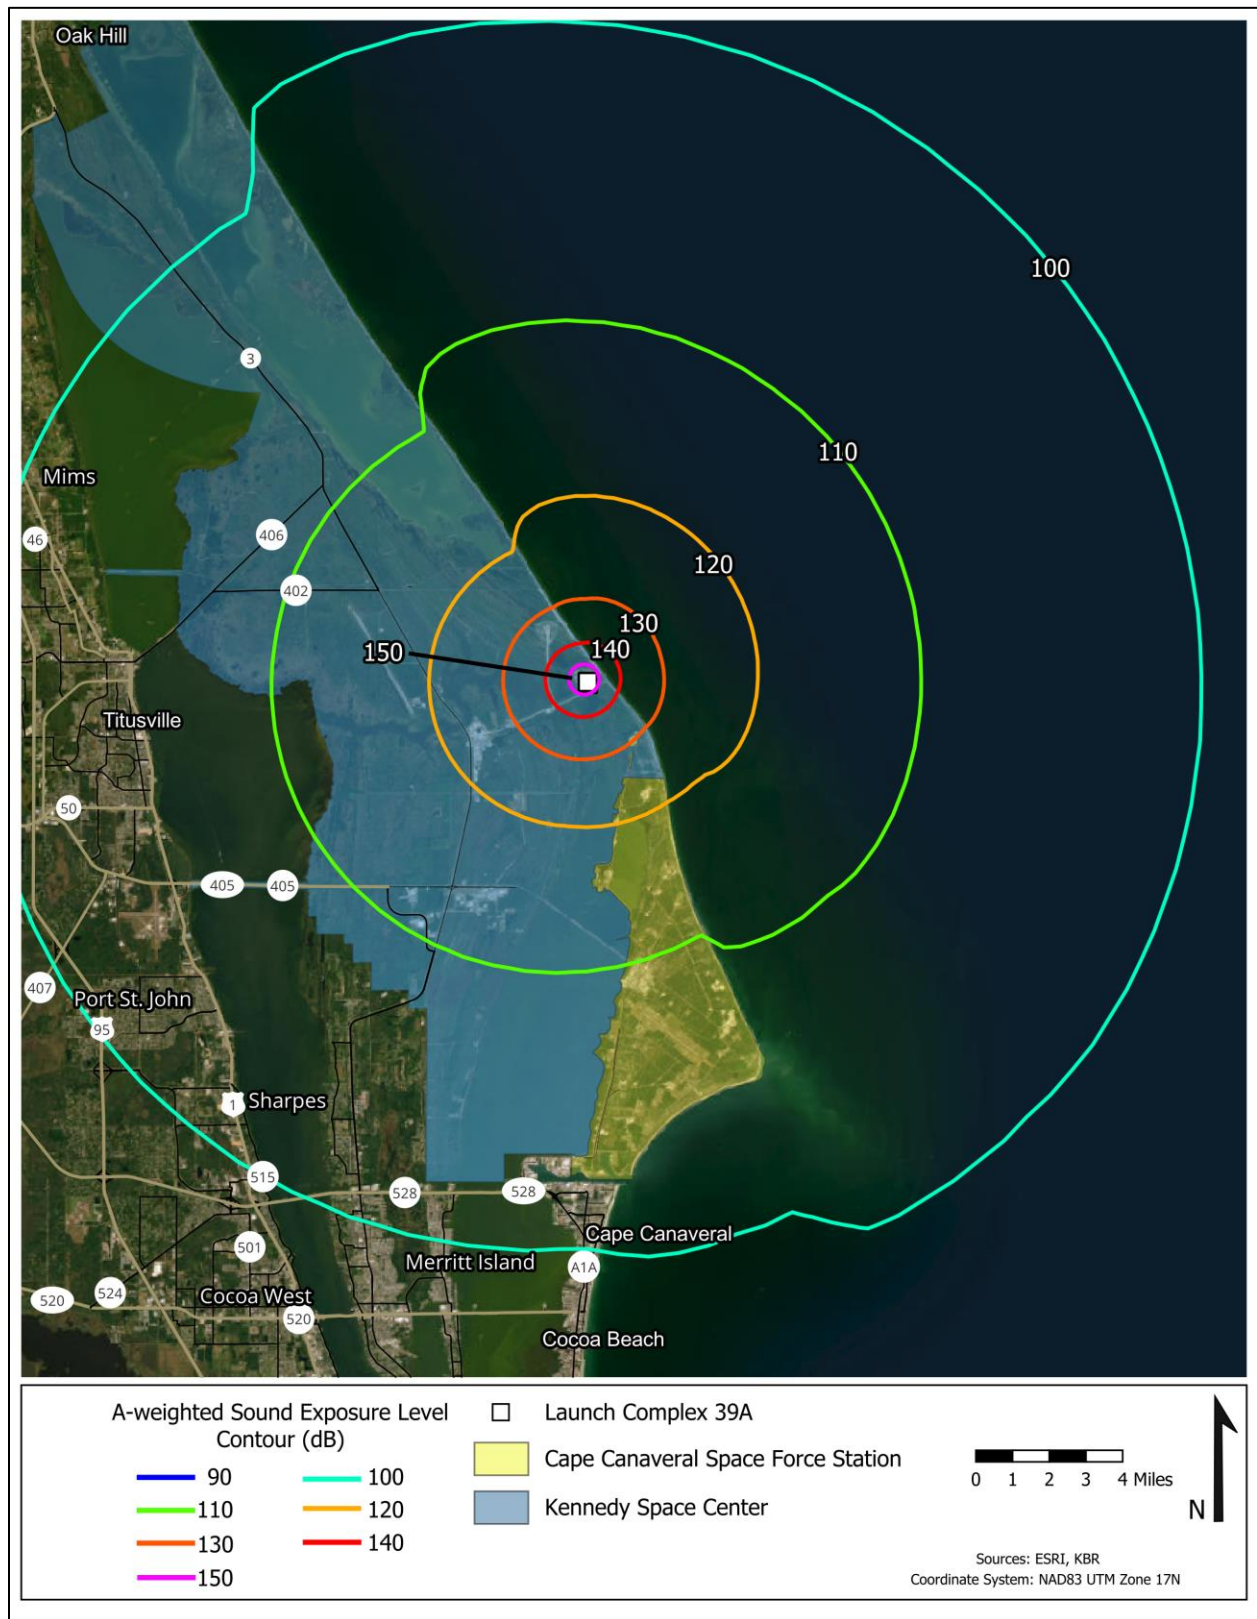 Oak Hill
100
3
110
Mims
406
46
120
402
130
140
150
Titusville
50
405
405
407
Port St. John
95
1
Sharpes
515
528
528
Cape Canaveral
501
Merritt Island
A1A
524
520
Cocoa West
520
Cocoa Beach
A-weighted Sound Exposure Level
Contour (dB)
90
100
110
120
130
140
150
Launch Complex 39A
Cape Canaveral Space Force Station
Kennedy Space Center
0 1 2 3 4 Miles
N
Sources: ESRI, KBR
Coordinate System: NAD83 UTM Zone 17N